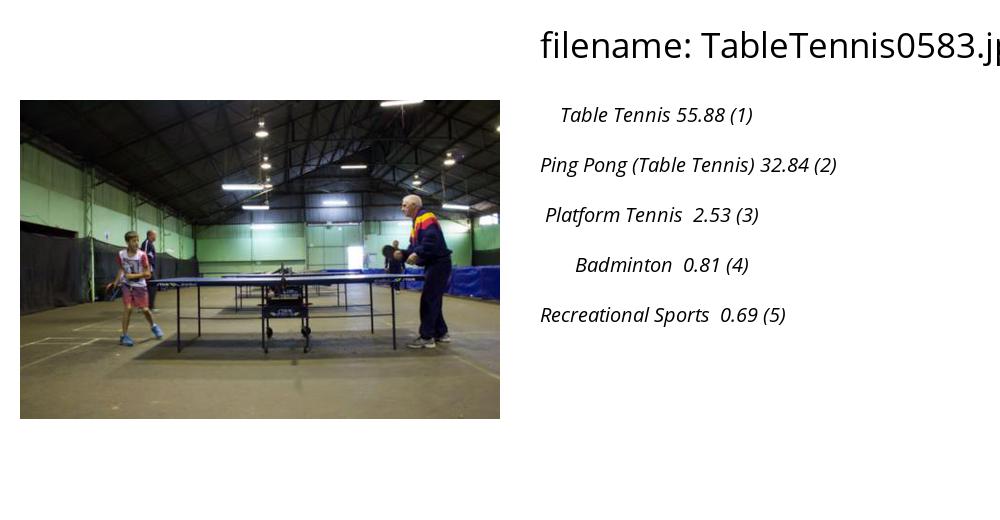 filename: TableTennis0583.jp
Table Tennis 55.88 (1)
Ping Pong (Table Tennis) 32.84 (2)
Platform Tennis 2.53 (3)
Badminton 0.81 (4)
Recreational Sports 0.69 (5)